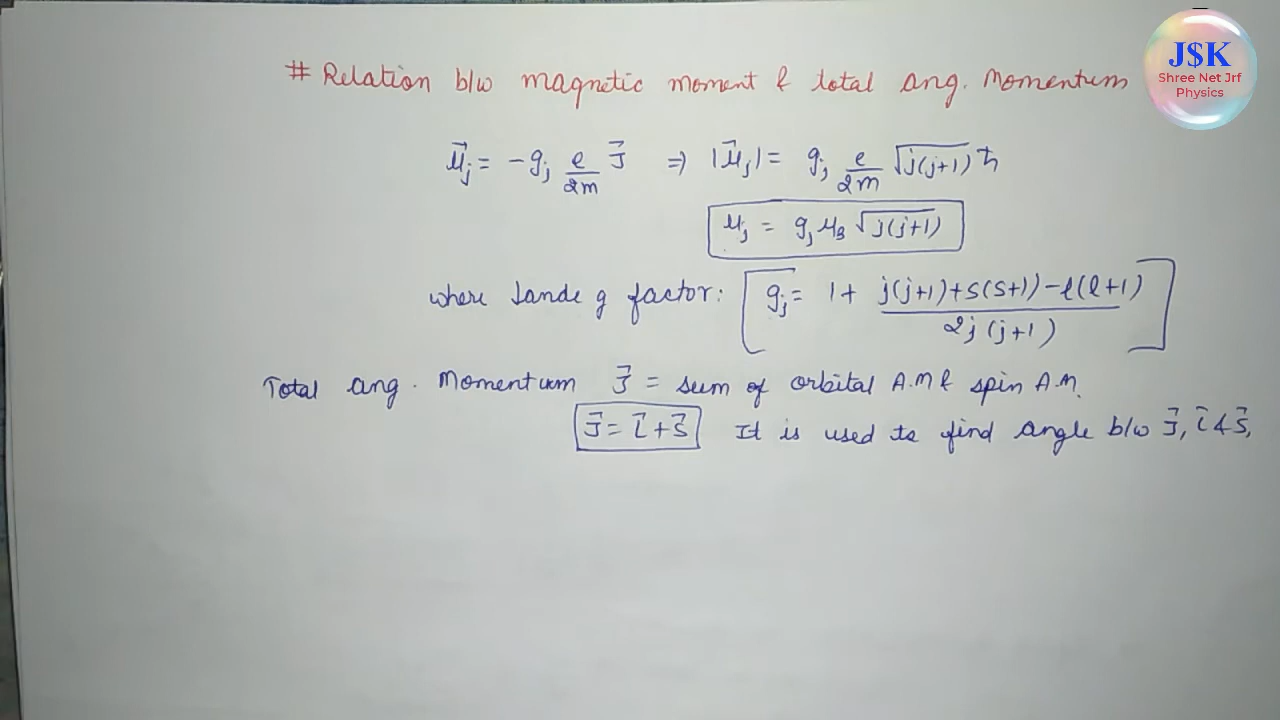 JSK
Shree Net Jrf
Physics
# Relation b/w magnetic moment & total ang. Momentum
μ⃗j = -gj e/2m J⃗ ⇒ |μ⃗j| = gj e/2m √j(j+1) ħ
μj = gj μB √j(j+1)
where Lande g factor: [gj = 1 + j(j+1)+s(s+1)-l(l+1) / 2j(j+1)]
Total ang. Momentum J⃗ = sum of orbital A.M & spin A.M.
J⃗ = L⃗ + S⃗ It is used to find angle b/w J⃗, L⃗ & S⃗,